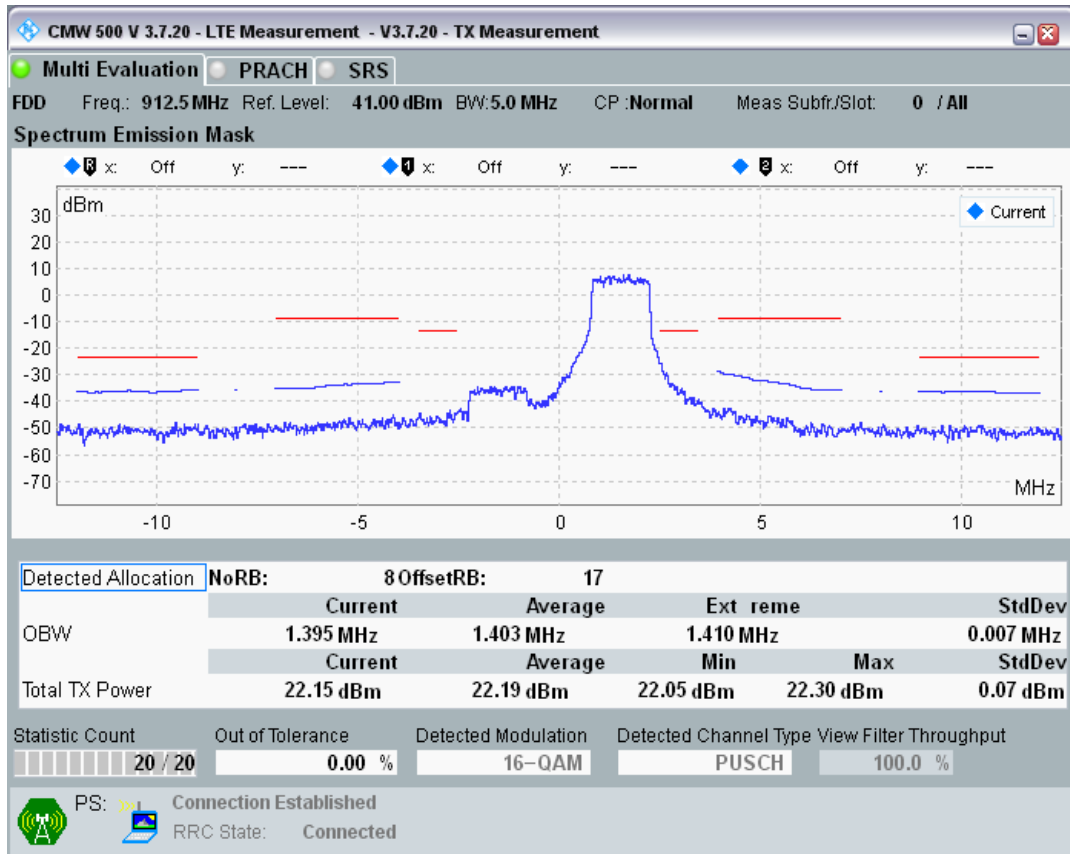 CMW 500 V 3.7.20 - LTE Measurement - V3.7.20 - TX Measurement
Multi Evaluation PRACH SRS
FDD Freq.: 912.5 MHz Ref. Level: 41.00 dBm BW:5.0 MHz CP :Normal Meas Subfr./Slot: 0 / All
Spectrum Emission Mask
R x: Off y: --- 1 x: Off y: --- 2 x: Off y: ---
dBm
Current
30
20
10
0
-10
-20
-30
-40
-50
-60
-70
MHz
-10 -5 0 5 10
Detected Allocation NoRB: 8 OffsetRB: 17
Current Average Ext reme StdDev
OBW 1.395 MHz 1.403 MHz 1.410 MHz 0.007 MHz
Current Average Min Max StdDev
Total TX Power 22.15 dBm 22.19 dBm 22.05 dBm 22.30 dBm 0.07 dBm
Statistic Count Out of Tolerance Detected Modulation Detected Channel Type View Filter Throughput
20 / 20 0.00 % 16-QAM PUSCH 100.0 %
PS: Connection Established
RRC State: Connected